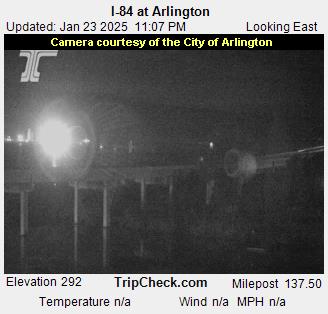 I-84 at Arlington
Updated: Jan 23 2025 11:07 PM Looking East
Camera courtesy of the City of Arlington
Elevation 292 TripCheck.com Milepost 137.50
Temperature n/a Wind n/a MPH n/a